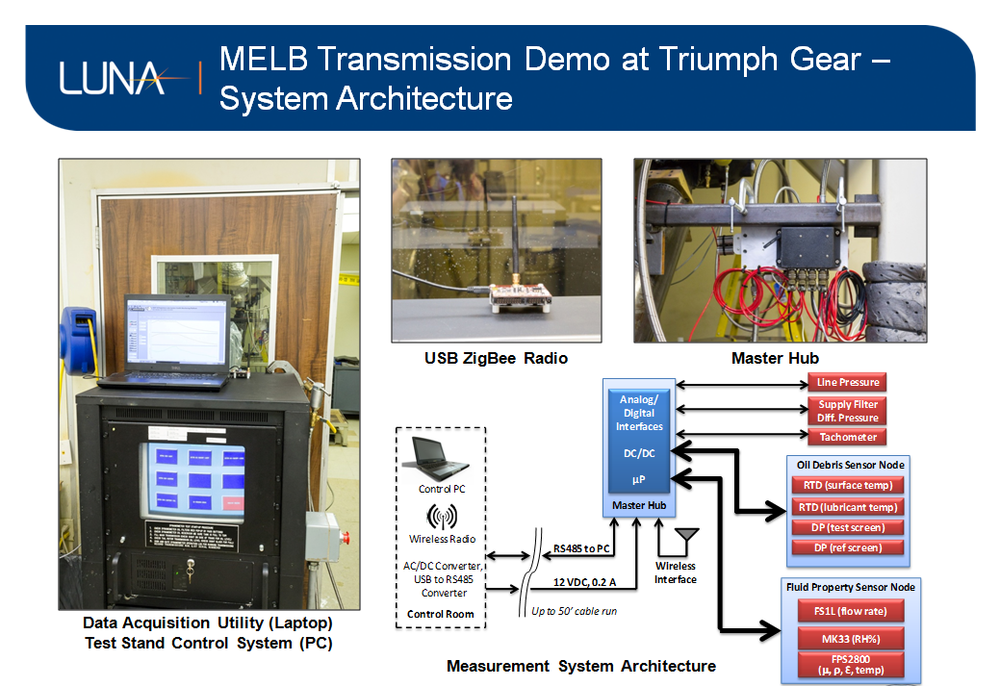 LUNA
MELB Transmission Demo at Triumph Gear –
System Architecture
USB ZigBee Radio
Master Hub
Data Acquisition Utility (Laptop)
Test Stand Control System (PC)
Control PC
Wireless Radio
AC/DC Converter,
USB to RS485
Converter
Control Room
RS485 to PC
12 VDC, 0.2 A
Up to 50’ cable run
Analog/
Digital
Interfaces
DC/DC
µP
Master Hub
Wireless
Interface
Line Pressure
Supply Filter
Diff. Pressure
Tachometer
Oil Debris Sensor Node
RTD (surface temp)
RTD (lubricant temp)
DP (test screen)
DP (ref screen)
Fluid Property Sensor Node
FS1L (flow rate)
MK33 (RH%)
FPS2800
(µ, ρ, Ɛ, temp)
Measurement System Architecture